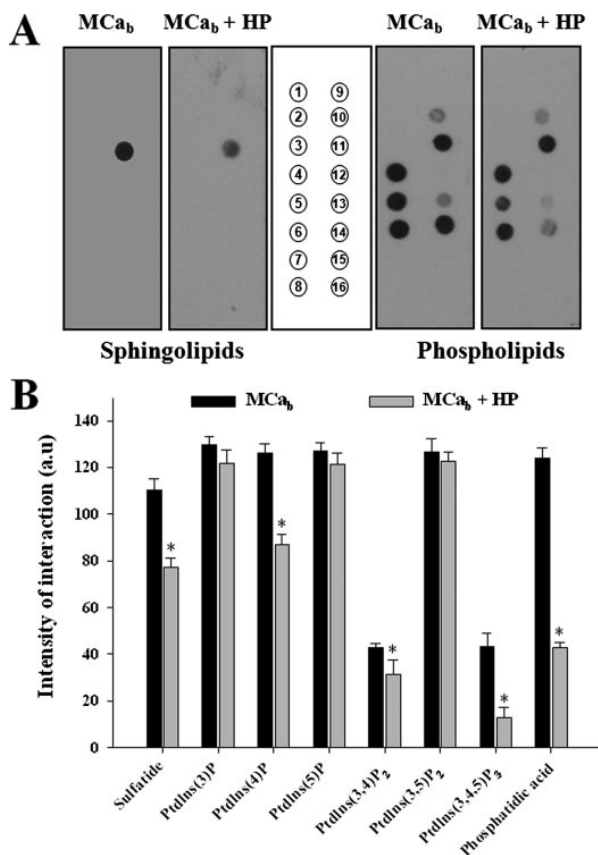 A
MCab
MCab + HP
MCab
MCab + HP
1 9
2 10
3 11
4 12
5 13
6 14
7 15
8 16
Sphingolipids
Phospholipids
B
MCab
MCab + HP
Intensity of interaction (a.u)
140
120
100
80
60
40
20
0
*
*
*
*
*
Sulfatide
PtdIns(3)P
PtdIns(4)P
PtdIns(5)P
PtdIns(3,4)P2
PtdIns(3,5)P2
PtdIns(3,4,5)P3
Phosphatidic acid